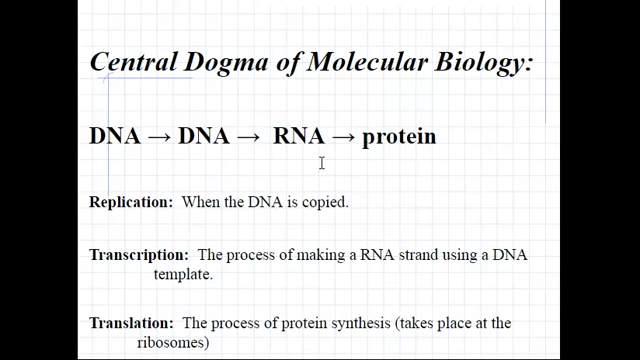 Central Dogma of Molecular Biology:
DNA → DNA → RNA → protein
Replication: When the DNA is copied.
Transcription: The process of making a RNA strand using a DNA
template.
Translation: The process of protein synthesis (takes place at the
ribosomes)